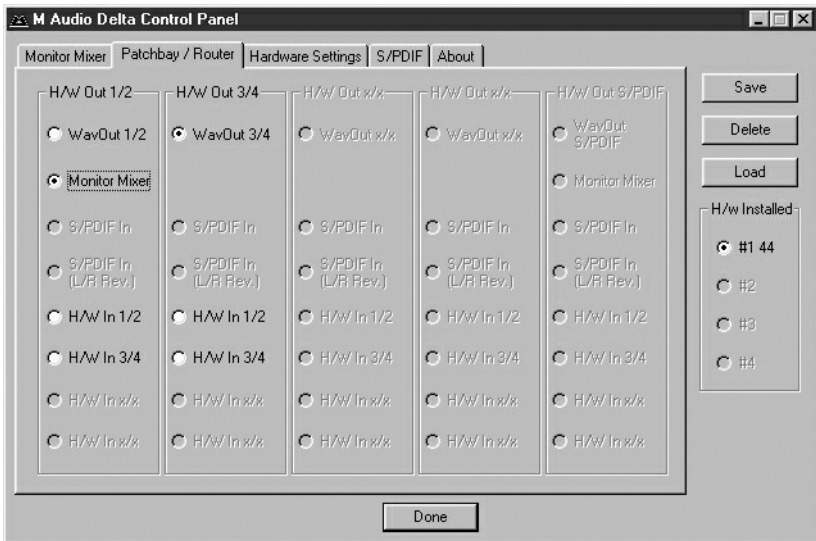 M Audio Delta Control Panel
Monitor Mixer Patchbay / Router Hardware Settings S/PDIF About
H/W Out 1/2 H/W Out 3/4 H/W Out x/x H/W Out x/x H/W Out S/PDIF
WavOut 1/2 WavOut 3/4 WavOut x/x WavOut x/x WavOut S/PDIF
Monitor Mixer Monitor Mixer
S/PDIF In S/PDIF In S/PDIF In S/PDIF In S/PDIF In
S/PDIF In S/PDIF In S/PDIF In S/PDIF In S/PDIF In
(L/R Rev.) (L/R Rev.) (L/R Rev.) (L/R Rev.) (L/R Rev.)
H/W In 1/2 H/W In 1/2 H/W In 1/2 H/W In 1/2 H/W In 1/2
H/W In 3/4 H/W In 3/4 H/W In 3/4 H/W In 3/4 H/W In 3/4
H/W In x/x H/W In x/x H/W In x/x H/W In x/x H/W In x/x
H/W In x/x H/W In x/x H/W In x/x H/W In x/x H/W In x/x
Save
Delete
Load
H/w Installed
#1 44
#2
#3
#4
Done